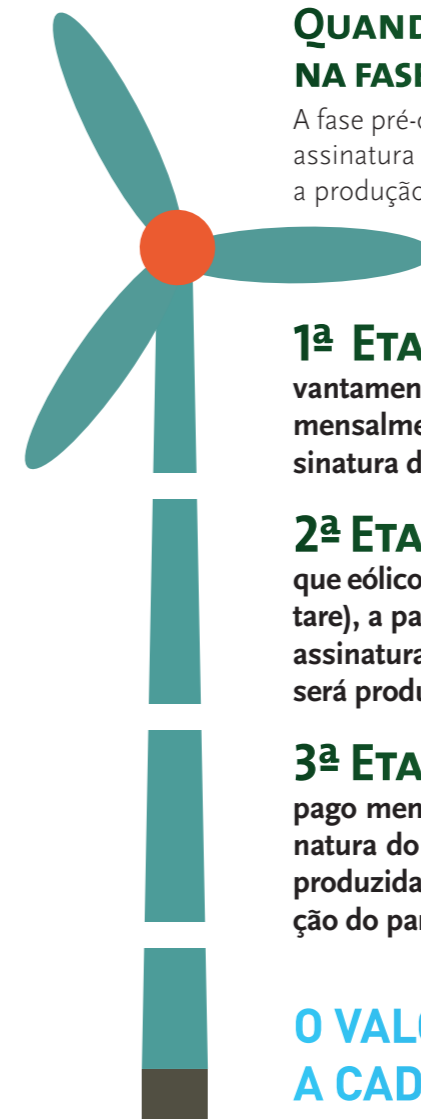 QUAND
NA FASE
A fase pré-
assinatura
a produção
1ª ETA
vantamen
mensalme
sinatura d
2ª ETA
que eólico
tare), a pa
assinatura
será produ
3ª ETA
pago men
natura do
produzida
ção do par
O VALO
A CAD